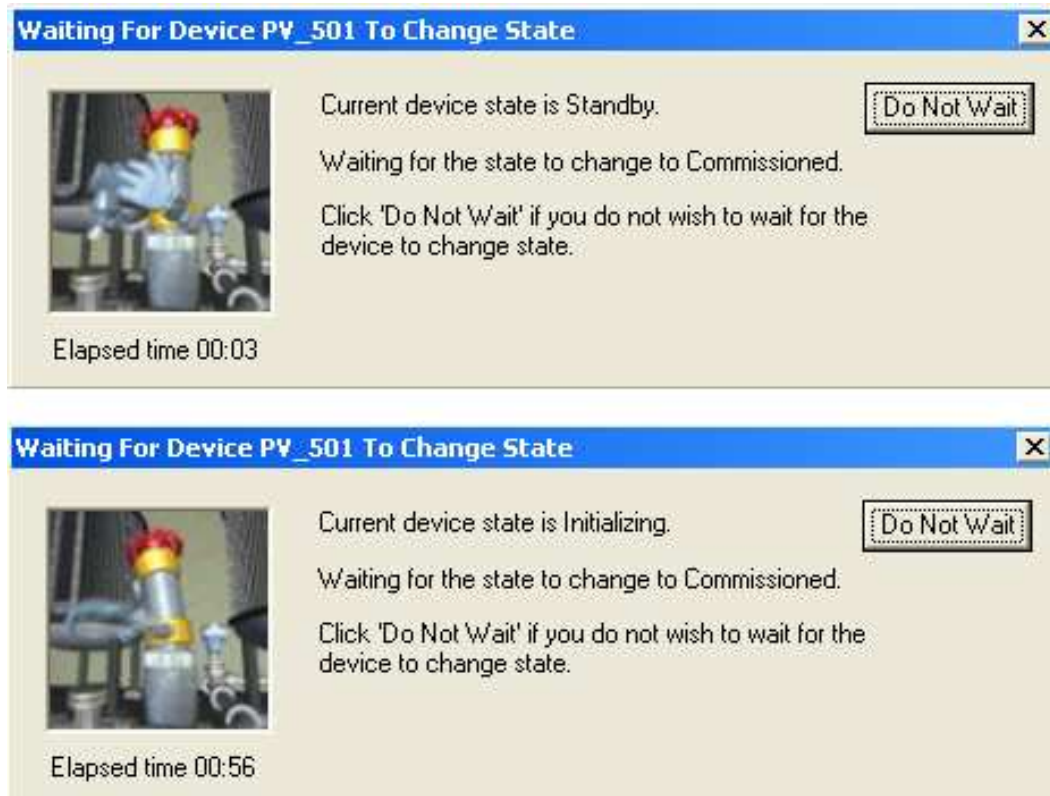 Waiting For Device PV_501 To Change State
Current device state is Standby.
Do Not Wait
Waiting for the state to change to Commissioned.
Click 'Do Not Wait' if you do not wish to wait for the
device to change state.
Elapsed time 00:03
Waiting For Device PV_501 To Change State
Current device state is Initializing.
Do Not Wait
Waiting for the state to change to Commissioned.
Click 'Do Not Wait' if you do not wish to wait for the
device to change state.
Elapsed time 00:56